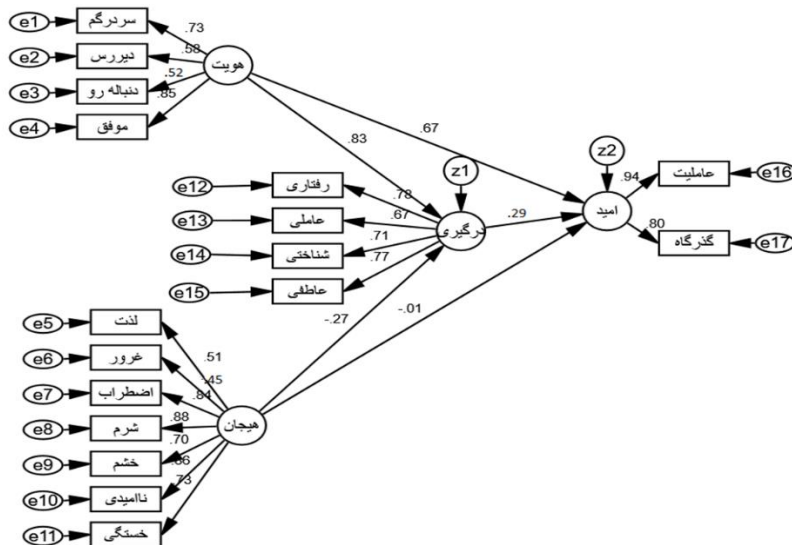 e1
سردرگم
.73
e2
دیررس
.58
هویت
e3
دنباله رو
.52
e4
موفق
.85
.83
.67
z1
z2
e12
رفتاری
.78
e13
عاملی
.67
درگیری
.29
امید
.94
عاملیت
e16
e14
شناختی
.71
.80
گذرگاه
e17
e15
عاطفی
.77
-.27
-.01
e5
لذت
.51
e6
غرور
.45
e7
اضطراب
.84
e8
شرم
.88
هیجان
e9
خشم
.70
e10
ناامیدی
e11
خستگی
.73